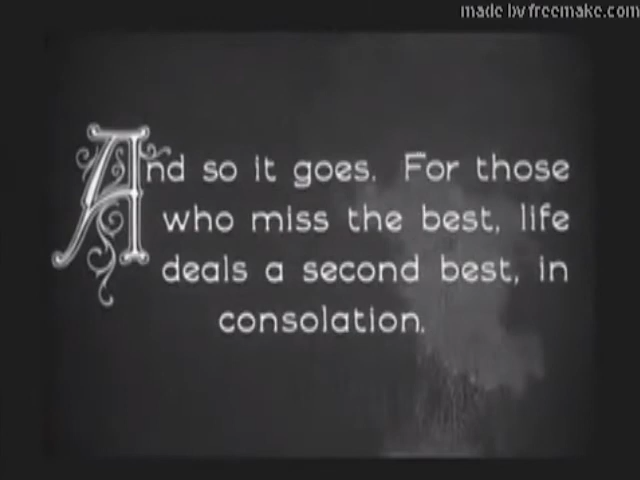 made by freemake.com
And so it goes. For those
who miss the best, life
deals a second best, in
consolation.